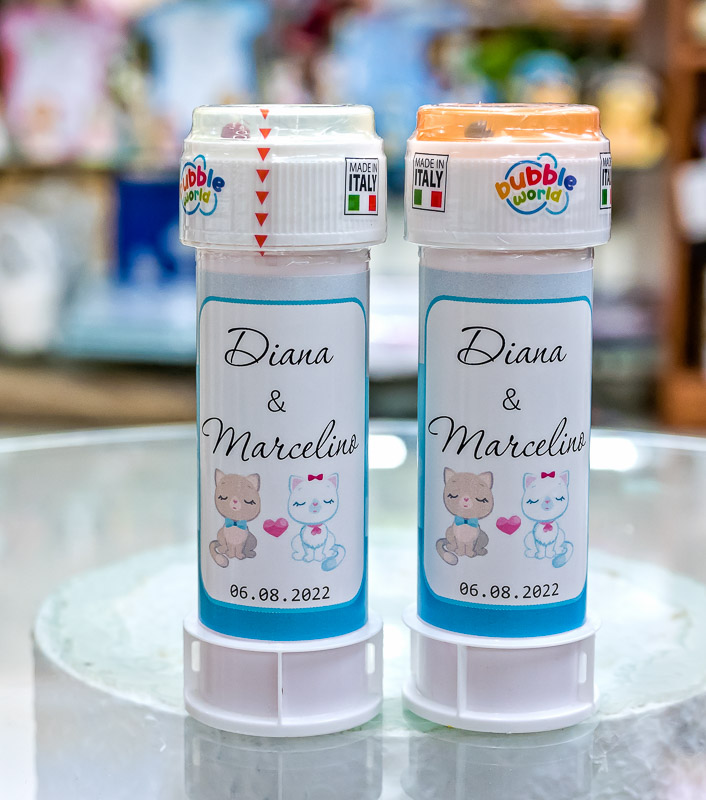 bubble
world
MADE IN
ITALY
Diana
&
Marcelino
06.08.2022
MADE IN
ITALY
bubble
world
Diana
&
Marcelino
06.08.2022